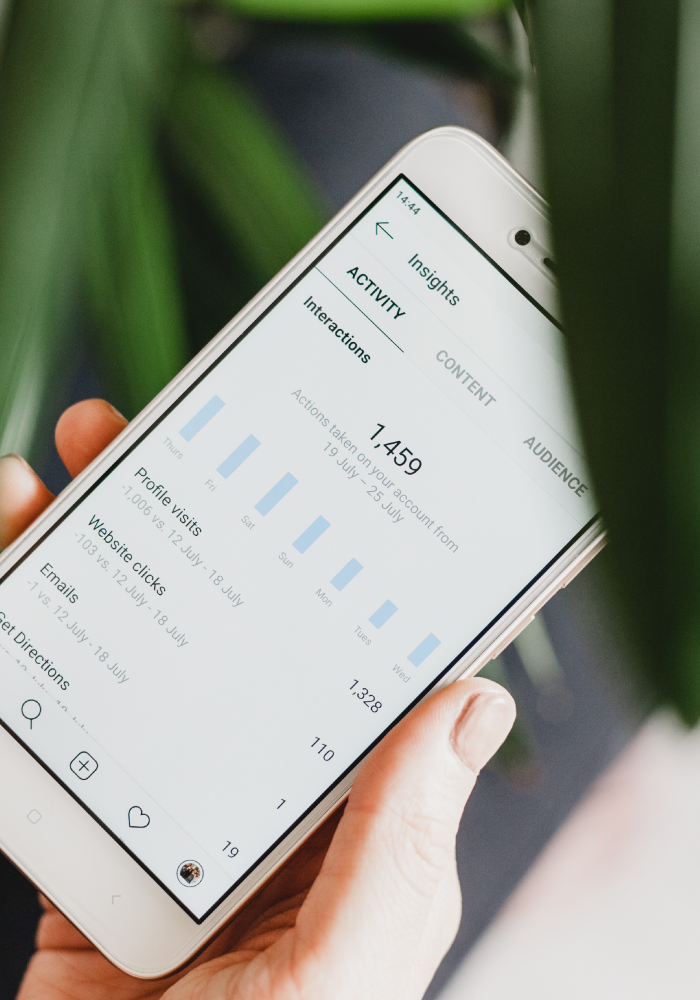 14:44
Insights
ACTIVITY
CONTENT
AUDIENCE
Interactions
1,459
Actions taken on your account from
19 July – 25 July
Thurs
Fri
Sat
Sun
Mon
Tues
Wed
Profile visits
1,328
-1,006 vs. 12 July - 18 July
Website clicks
110
-103 vs. 12 July - 18 July
Emails
1
-1 vs. 12 July - 18 July
Get Directions
19